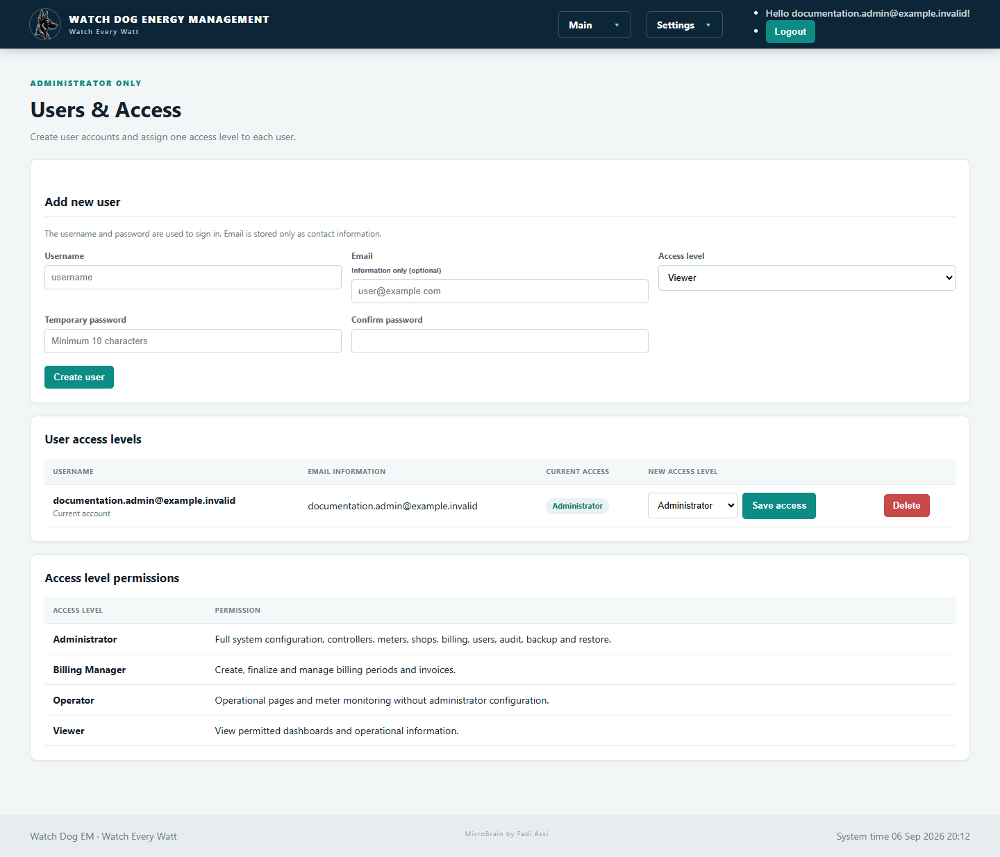 WATCH DOG ENERGY MANAGEMENT
Watch Every Watt
Main
Settings
Hello documentation.admin@example.invalid!
Logout
ADMINISTRATOR ONLY
Users & Access
Create user accounts and assign one access level to each user.
Add new user
The username and password are used to sign in. Email is stored only as contact information.
Username
username
Email
Information only (optional)
user@example.com
Access level
Viewer
Temporary password
Minimum 10 characters
Confirm password
Create user
User access levels
USERNAME EMAIL INFORMATION CURRENT ACCESS NEW ACCESS LEVEL
documentation.admin@example.invalid
Current account
documentation.admin@example.invalid
Administrator
Administrator
Save access
Delete
Access level permissions
ACCESS LEVEL PERMISSION
Administrator Full system configuration, controllers, meters, shops, billing, users, audit, backup and restore.
Billing Manager Create, finalize and manage billing periods and invoices.
Operator Operational pages and meter monitoring without administrator configuration.
Viewer View permitted dashboards and operational information.
Watch Dog EM · Watch Every Watt
MicroBrain by Fadi Assi
System time 06 Sep 2026 20:12